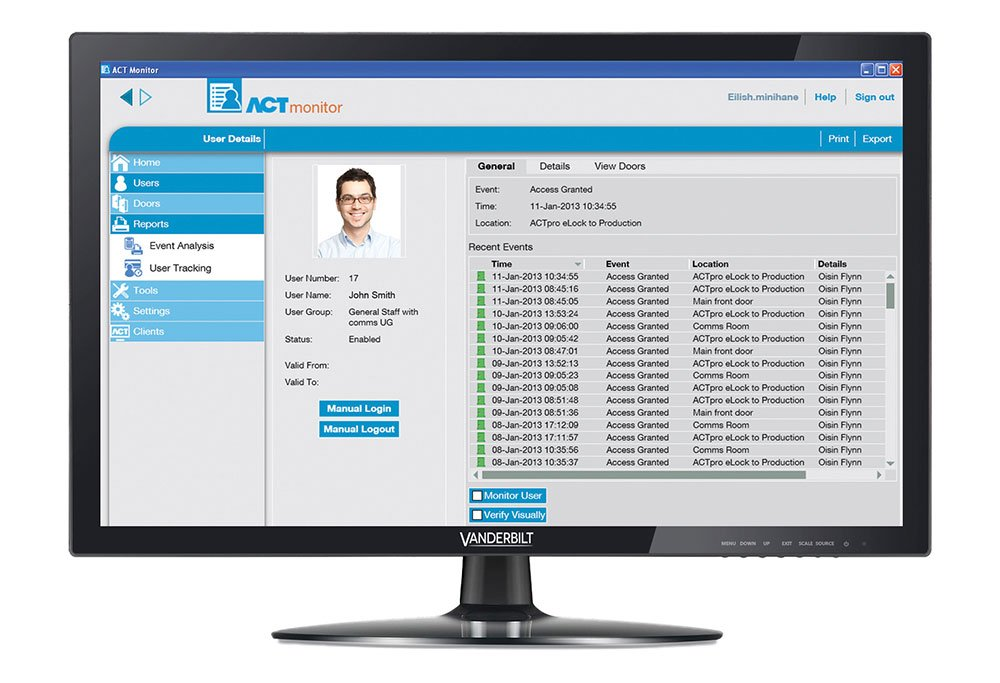 ACT Monitor
ACTmonitor
Eilish.minihane Help Sign out
User Details Print Export
Home
Users
Doors
Reports
Event Analysis
User Tracking
Tools
Settings
ACT Clients
User Number: 17
User Name: John Smith
User Group: General Staff with
comms UG
Status: Enabled
Valid From:
Valid To:
Manual Login
Manual Logout
General Details View Doors
Event: Access Granted
Time: 11-Jan-2013 10:34:55
Location: ACTpro eLock to Production
Recent Events
Time Event Location Details
11-Jan-2013 10:34:55 Access Granted ACTpro eLock to Production Oisin Flynn
11-Jan-2013 08:45:16 Access Granted ACTpro eLock to Production Oisin Flynn
11-Jan-2013 08:45:05 Access Granted Main front door Oisin Flynn
10-Jan-2013 13:53:24 Access Granted ACTpro eLock to Production Oisin Flynn
10-Jan-2013 09:06:00 Access Granted Comms Room Oisin Flynn
10-Jan-2013 09:05:42 Access Granted ACTpro eLock to Production Oisin Flynn
10-Jan-2013 08:47:01 Access Granted Main front door Oisin Flynn
09-Jan-2013 13:52:13 Access Granted ACTpro eLock to Production Oisin Flynn
09-Jan-2013 09:05:23 Access Granted Comms Room Oisin Flynn
09-Jan-2013 09:05:08 Access Granted ACTpro eLock to Production Oisin Flynn
09-Jan-2013 08:51:48 Access Granted ACTpro eLock to Production Oisin Flynn
09-Jan-2013 08:51:36 Access Granted Main front door Oisin Flynn
08-Jan-2013 17:12:09 Access Granted Comms Room Oisin Flynn
08-Jan-2013 17:11:57 Access Granted ACTpro eLock to Production Oisin Flynn
08-Jan-2013 10:35:56 Access Granted Comms Room Oisin Flynn
08-Jan-2013 10:35:37 Access Granted ACTpro eLock to Production Oisin Flynn
Monitor User
Verify Visually
VANDERBILT
MENU DOWN UP EXIT SCALE SOURCE